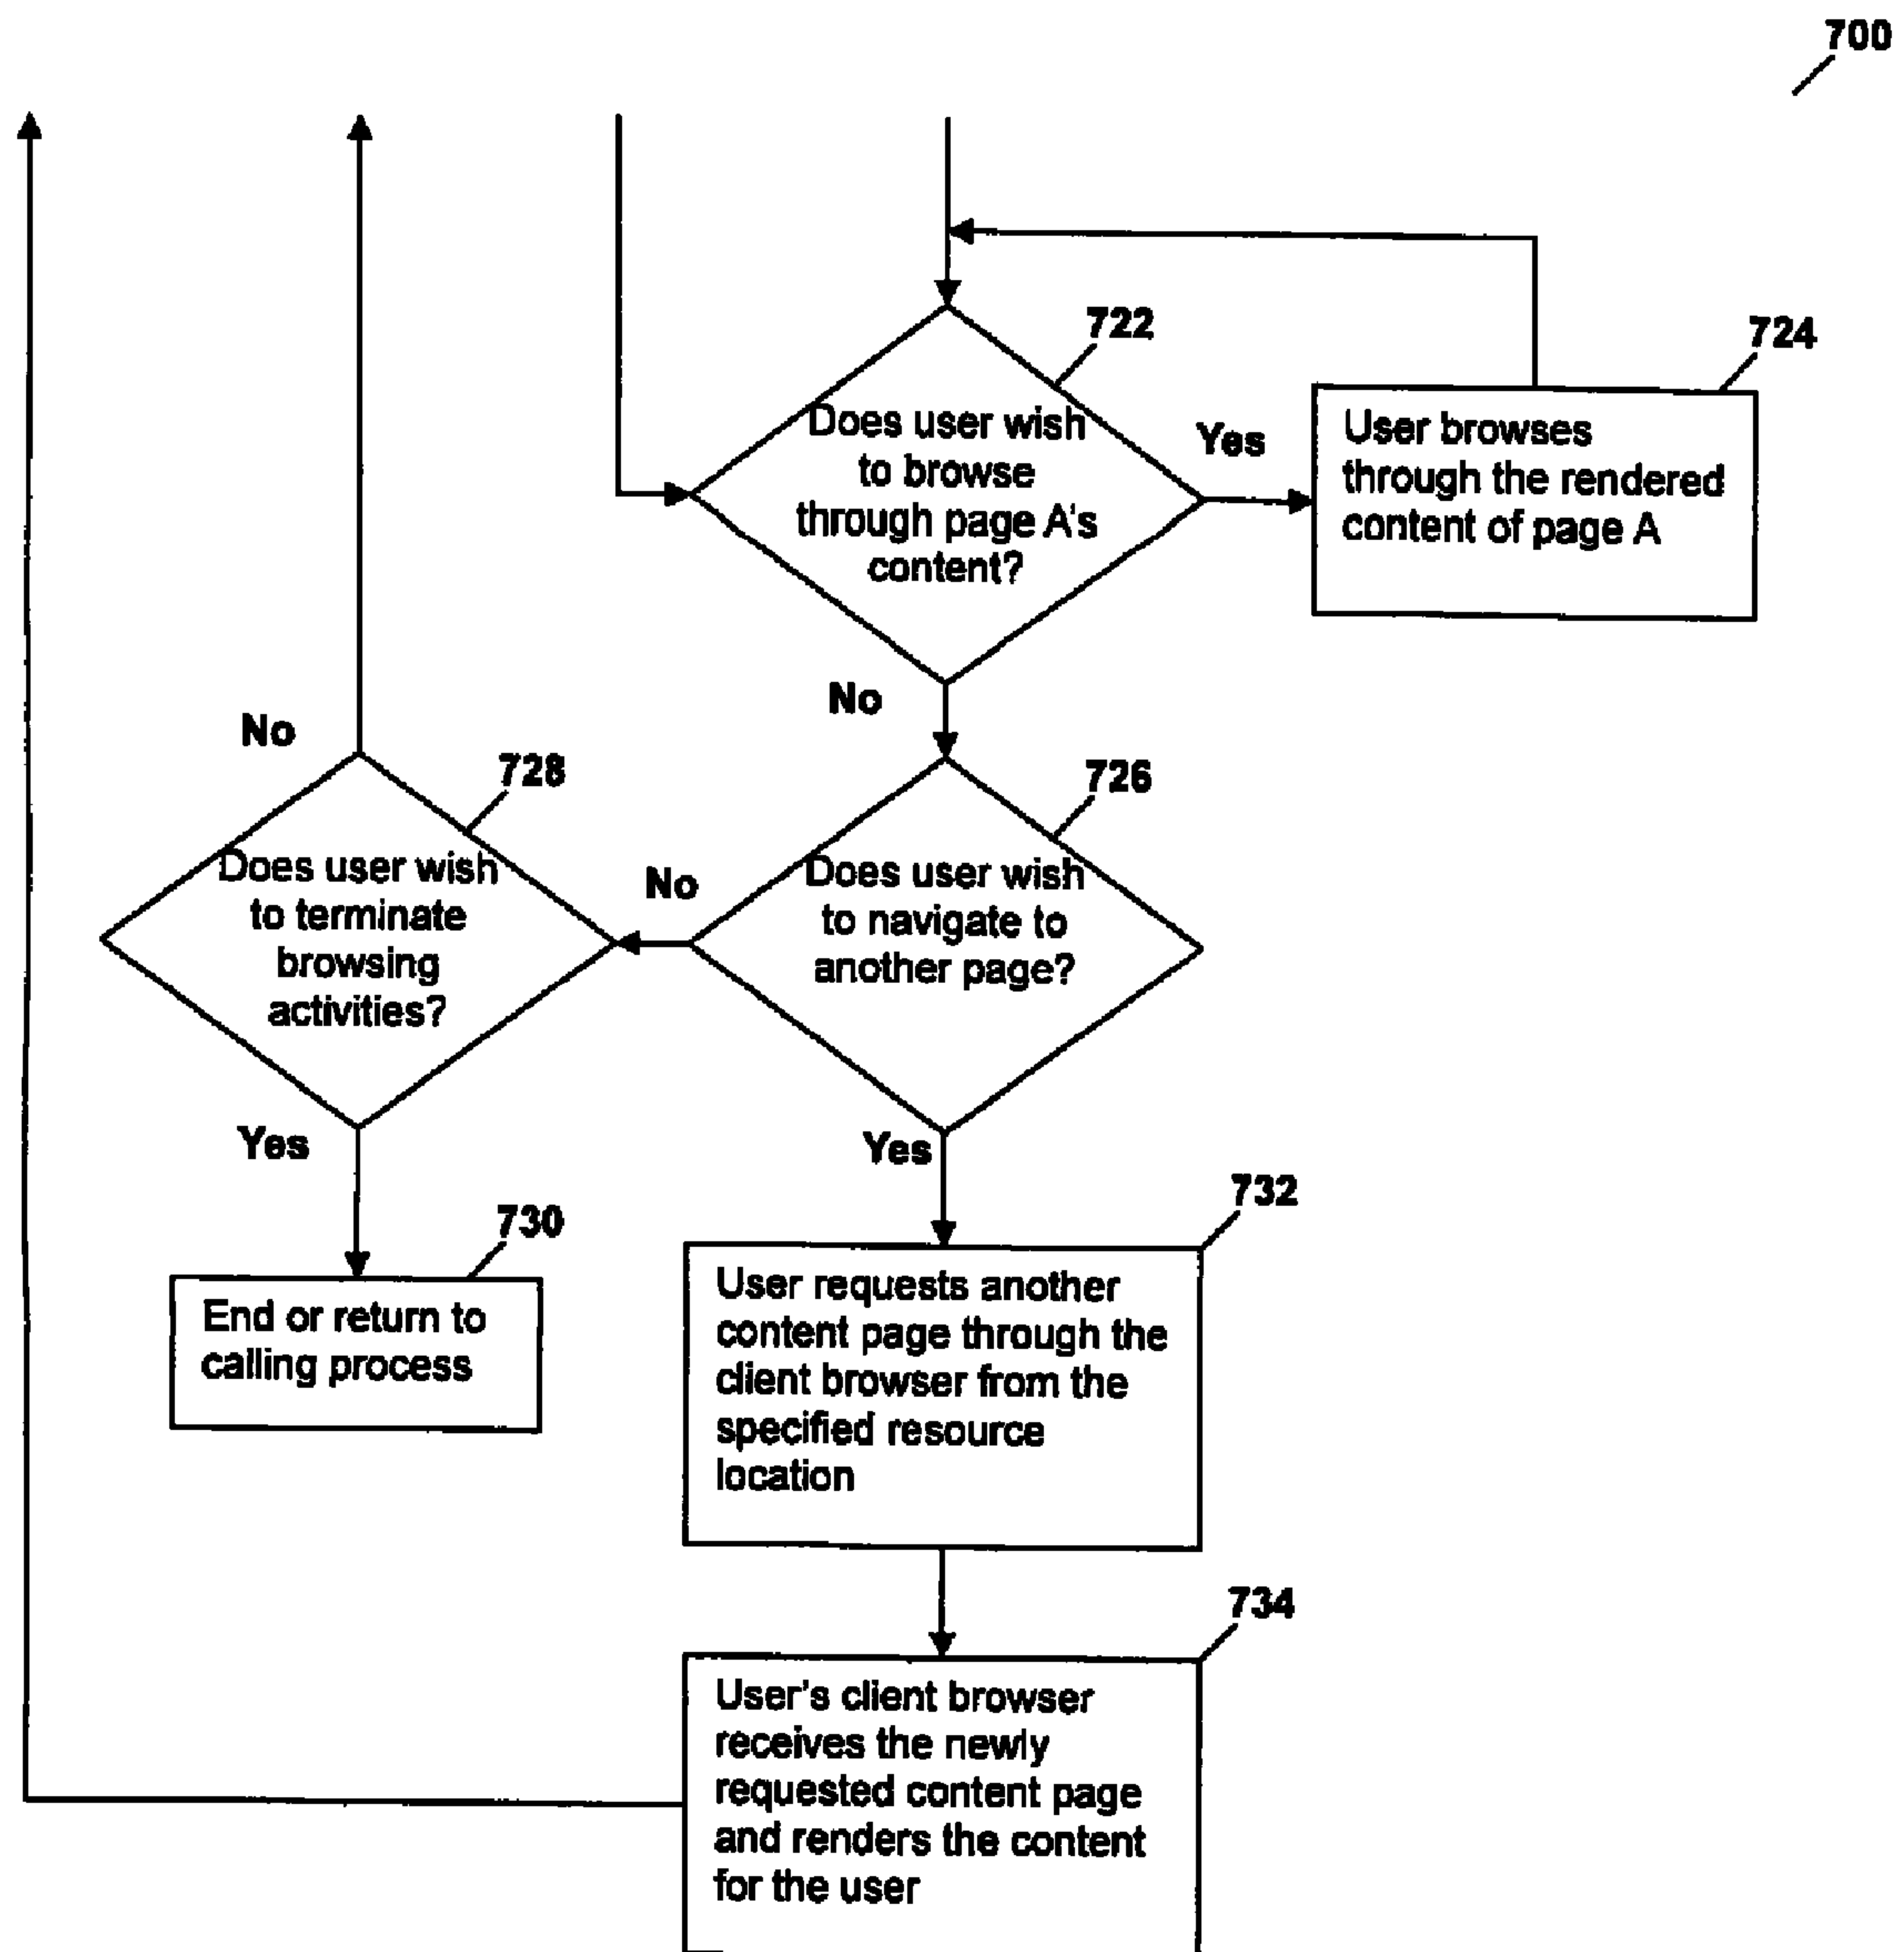 700
722
Does user wish
to browse
through page A's
content?
Yes
724
User browses
through the rendered
content of page A
No
No
728
Does user wish
to terminate
browsing
activities?
No
726
Does user wish
to navigate to
another page?
Yes
730
End or return to
calling process
Yes
732
User requests another
content page through the
client browser from the
specified resource
location
734
User's client browser
receives the newly
requested content page
and renders the content
for the user